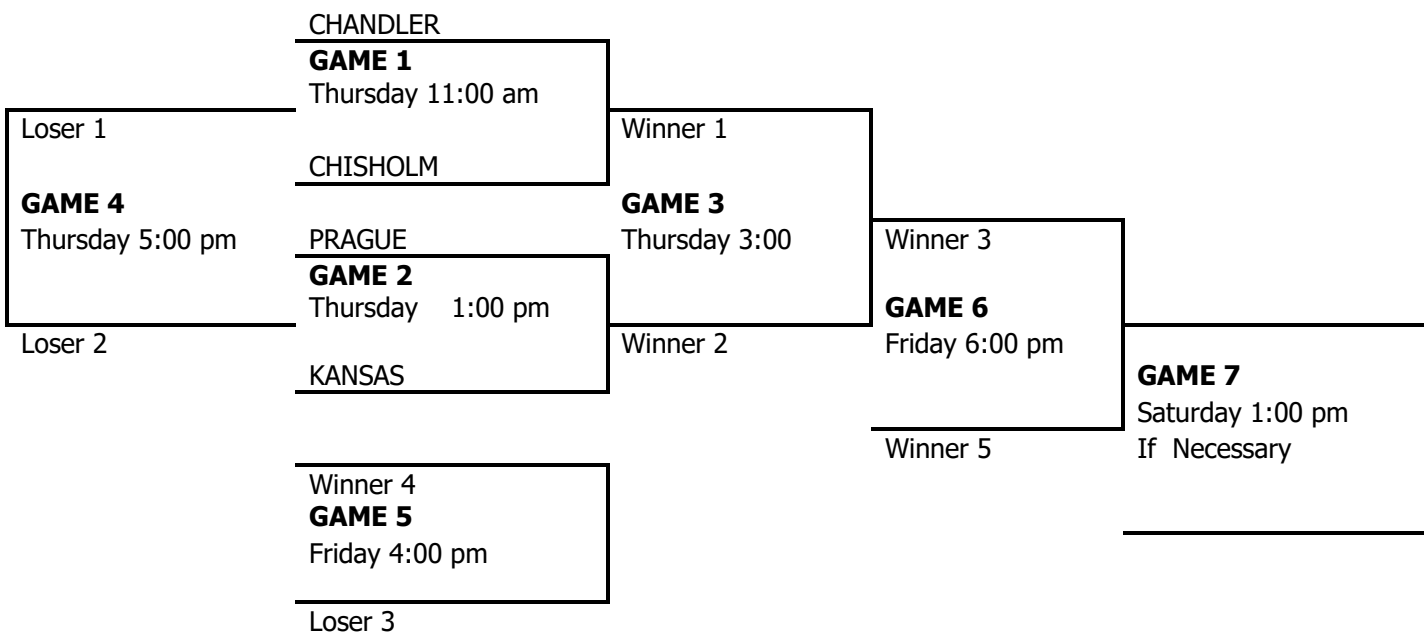 CHANDLER
GAME 1
Thursday 11:00 am
Loser 1
Winner 1
CHISHOLM
GAME 4
GAME 3
Thursday 5:00 pm
PRAGUE
Thursday 3:00
Winner 3
GAME 2
Thursday 1:00 pm
GAME 6
Loser 2
Winner 2
Friday 6:00 pm
KANSAS
GAME 7
Saturday 1:00 pm
Winner 5
If Necessary
Winner 4
GAME 5
Friday 4:00 pm
Loser 3